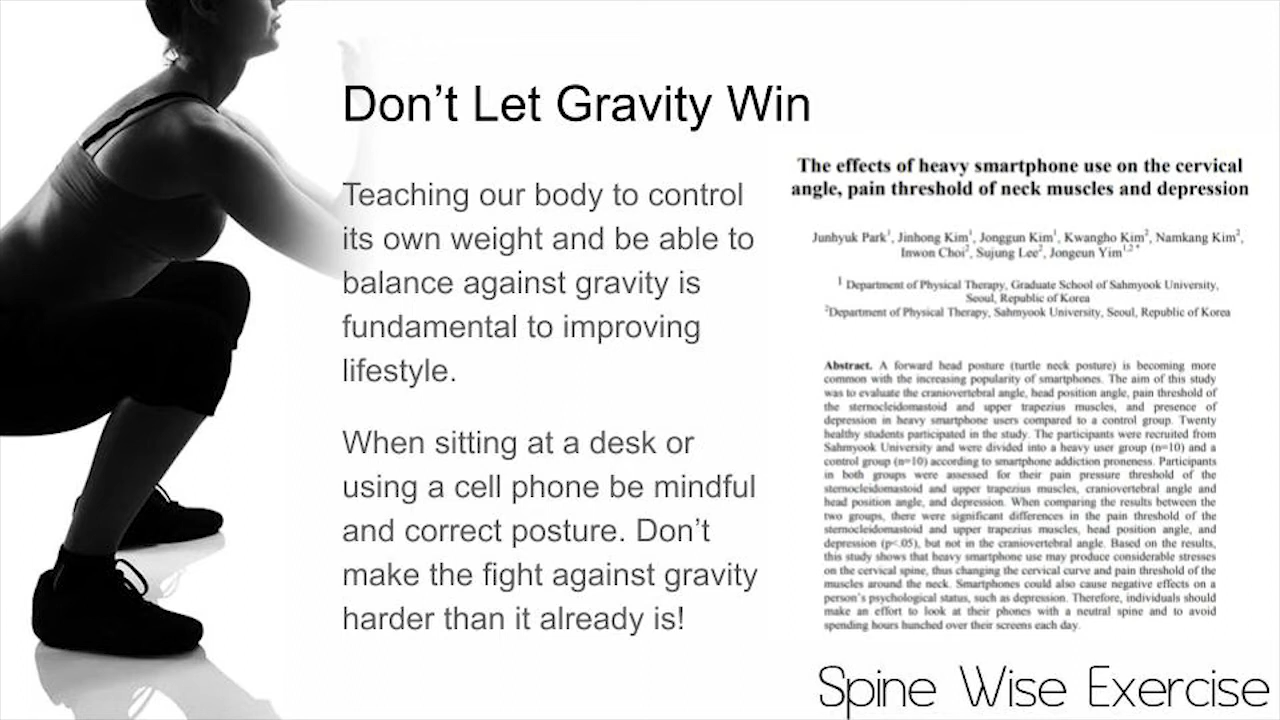 Don’t Let Gravity Win
Teaching our body to control
its own weight and be able to
balance against gravity is
fundamental to improving
lifestyle.
When sitting at a desk or
using a cell phone be mindful
and correct posture. Don’t
make the fight against gravity
harder than it already is!
The effects of heavy smartphone use on the cervical
angle, pain threshold of neck muscles and depression
Junhyuk Park¹, Jinhong Kim¹, Jonggun Kim¹, Kwangho Kim², Namkang Kim²,
Inwon Choi², Sujung Lee², Jongeun Yim¹,² *
¹ Department of Physical Therapy, Graduate School of Sahmyook University,
Seoul, Republic of Korea
²Department of Physical Therapy, Sahmyook University, Seoul, Republic of Korea
Abstract. A forward head posture (turtle neck posture) is becoming more
common with the increasing popularity of smartphones. The aim of this study
was to evaluate the craniovertebral angle, head position angle, pain threshold of
the sternocleidomastoid and upper trapezius muscles, and presence of
depression in heavy smartphone users compared to a control group. Twenty
healthy students participated in the study. The participants were recruited from
Sahmyook University and were divided into a heavy user group (n=10) and a
control group (n=10) according to smartphone addiction proneness. Participants
in both groups were assessed for their pain pressure threshold of the
sternocleidomastoid and upper trapezius muscles, craniovertebral angle and
head position angle, and depression. When comparing the results between the
two groups, there were significant differences in the pain threshold of the
sternocleidomastoid and upper trapezius muscles, head position angle, and
depression (p<.05), but not in the craniovertebral angle. Based on the results,
this study shows that heavy smartphone use may produce considerable stresses
on the cervical spine, thus changing the cervical curve and pain threshold of the
muscles around the neck. Smartphones could also cause negative effects on a
person’s psychological status, such as depression. Therefore, individuals should
make an effort to look at their phones with a neutral spine and to avoid
spending hours hunched over their screens each day.
Spine Wise Exercise